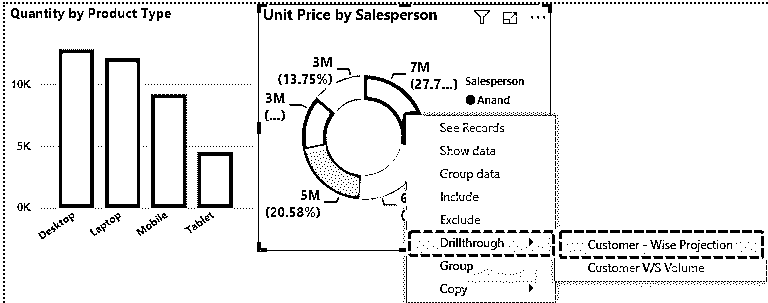 Quantity by Product Type
10K
5K
0K
Desktop
Laptop
Mobile
Tablet
Unit Price by Salesperson
3M
(13.75%)
7M
(27.7...)
3M
(...)
5M
(20.58%)
6
(
Salesperson
Anand
See Records
Show data
Group data
Include
Exclude
Drillthrough
Group
Copy
Customer - Wise Projection
Customer V/S Volume